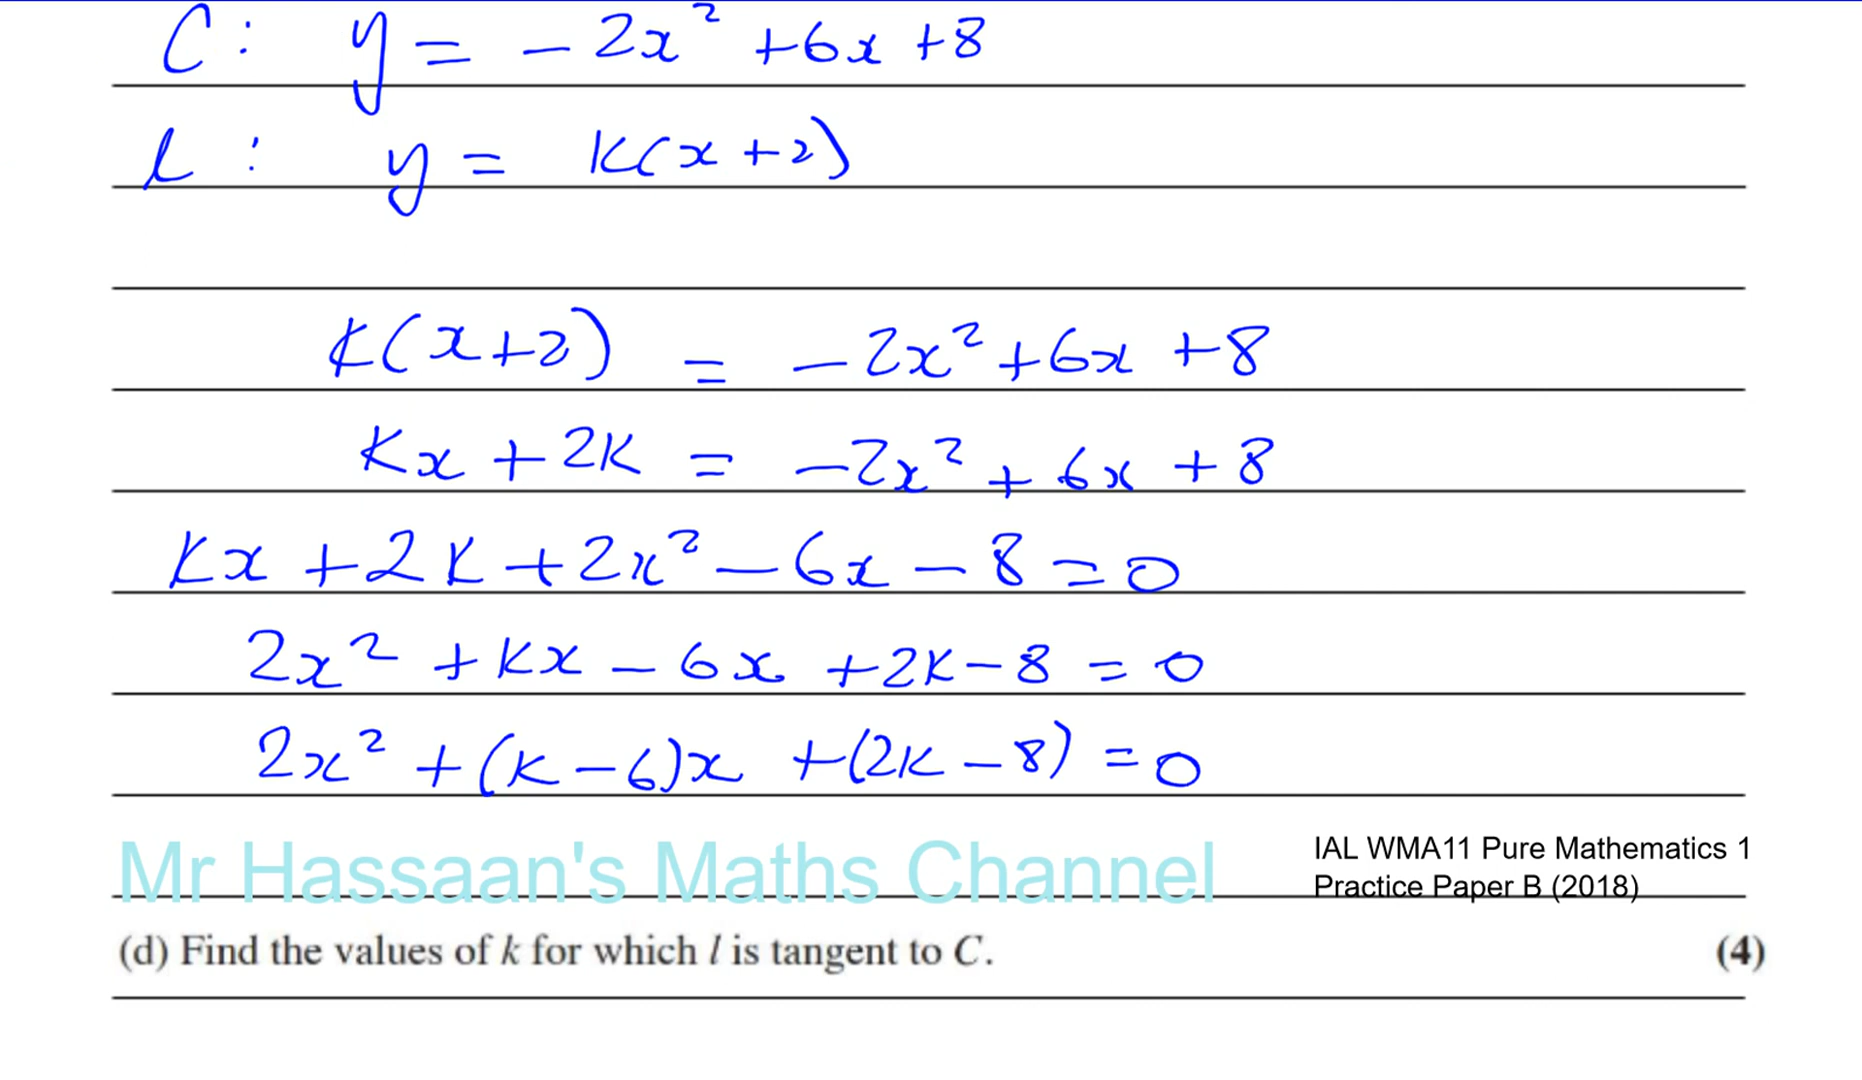 C: y = -2x² +6x +8
l : y = k(x+2)
k(x+2) = -2x² +6x +8
kx +2k = -2x² + 6x + 8
kx +2k +2x² - 6x - 8 = 0
2x² + kx - 6x +2k - 8 = 0
2x² + (k-6)x +(2k-8) = 0
Mr Hassaan's Maths Channel
IAL WMA11 Pure Mathematics 1
Practice Paper B (2018)
(d) Find the values of k for which l is tangent to C. (4)